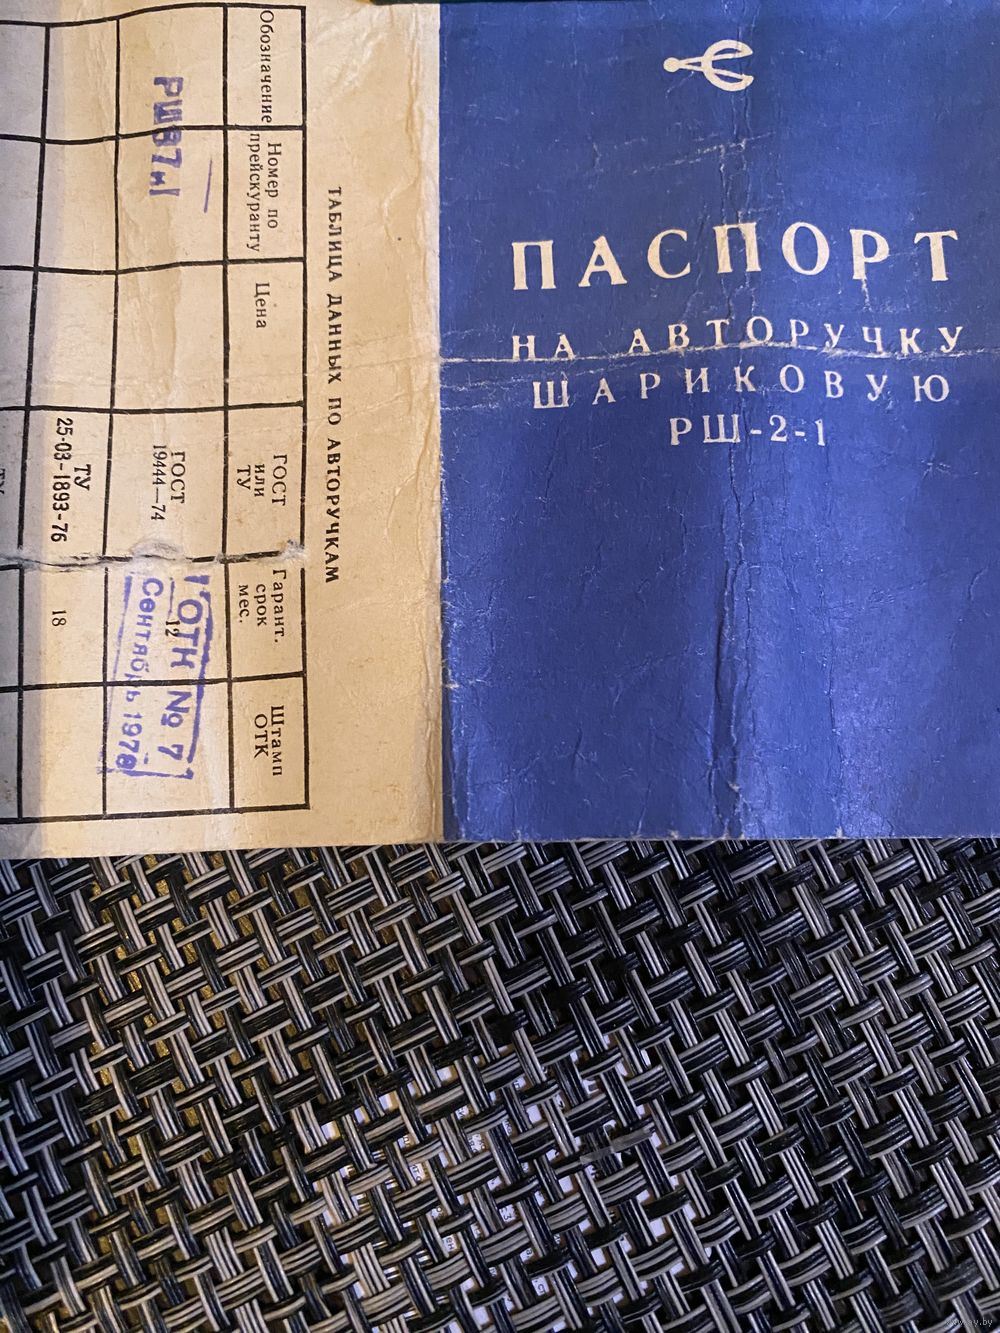 ПАСПОРТ
НА АВТОРУЧКУ
ШАРИКОВУЮ
РШ-2-1
ТАБЛИЦА ДАННЫХ ПО АВТОРУЧКАМ
Обозначение
Номер по
прейскуранту
Цена
ГОСТ
или
ТУ
Гарант.
срок
мес.
Штамп
ОТК
ГОСТ
19444—74
12
ОТК № 7
Сентябрь 1978
ТУ
25-03-1893-76
18
ТУ